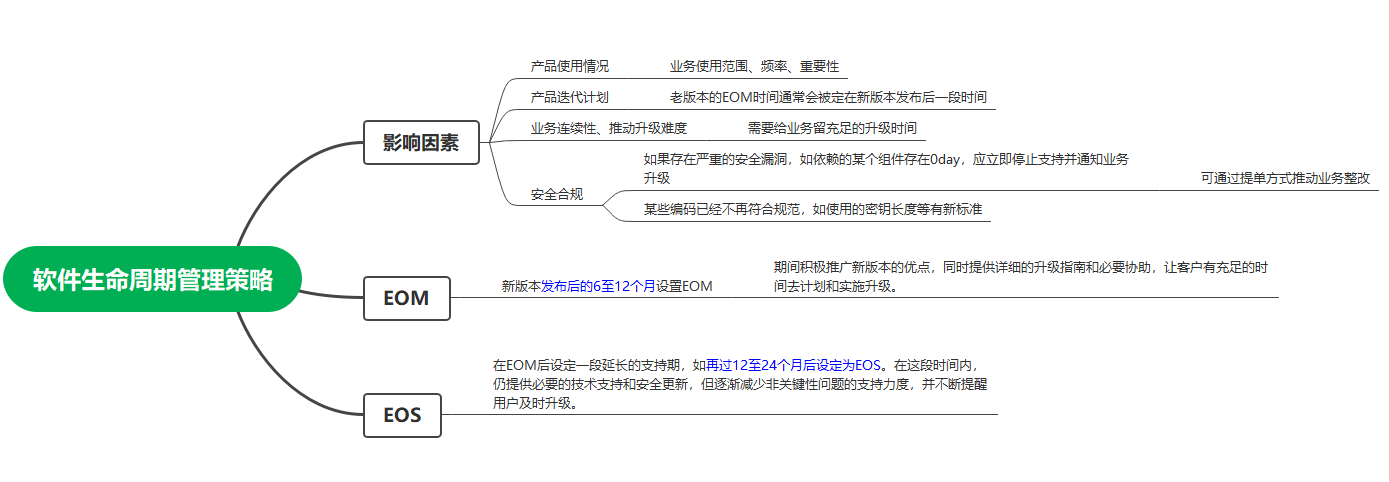 软件生命周期管理策略
影响因素
产品使用情况
业务使用范围、频率、重要性
产品迭代计划
老版本的EOM时间通常会被定在新版本发布后一段时间
业务连续性、推动升级难度
需要给业务留充足的升级时间
安全合规
如果存在严重的安全漏洞，如依赖的某个组件存在0day，应立即停止支持并通知业务
升级
可通过提单方式推动业务整改
某些编码已经不再符合规范，如使用的密钥长度等有新标准
EOM
新版本发布后的6至12个月设置EOM
期间积极推广新版本的优点，同时提供详细的升级指南和必要协助，让客户有充足的时
间去计划和实施升级。
EOS
在EOM后设定一段延长的支持期，如再过12至24个月后设定为EOS。在这段时间内，
仍提供必要的技术支持和安全更新，但逐渐减少非关键性问题的支持力度，并不断提醒
用户及时升级。